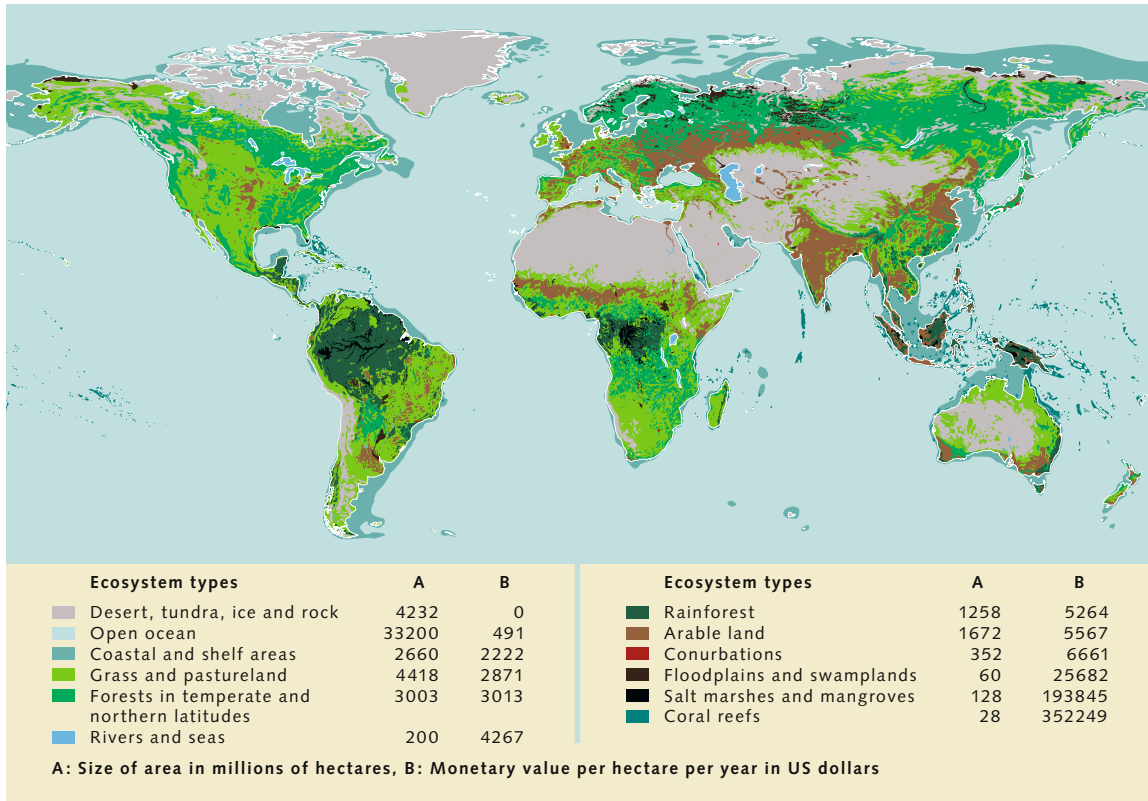 Ecosystem types A B
Desert, tundra, ice and rock 4232 0
Open ocean 33200 491
Coastal and shelf areas 2660 2222
Grass and pastureland 4418 2871
Forests in temperate and 3003 3013
northern latitudes
Rivers and seas 200 4267
Ecosystem types A B
Rainforest 1258 5264
Arable land 1672 5567
Conurbations 352 6661
Floodplains and swamplands 60 25682
Salt marshes and mangroves 128 193845
Coral reefs 28 352249
A: Size of area in millions of hectares, B: Monetary value per hectare per year in US dollars